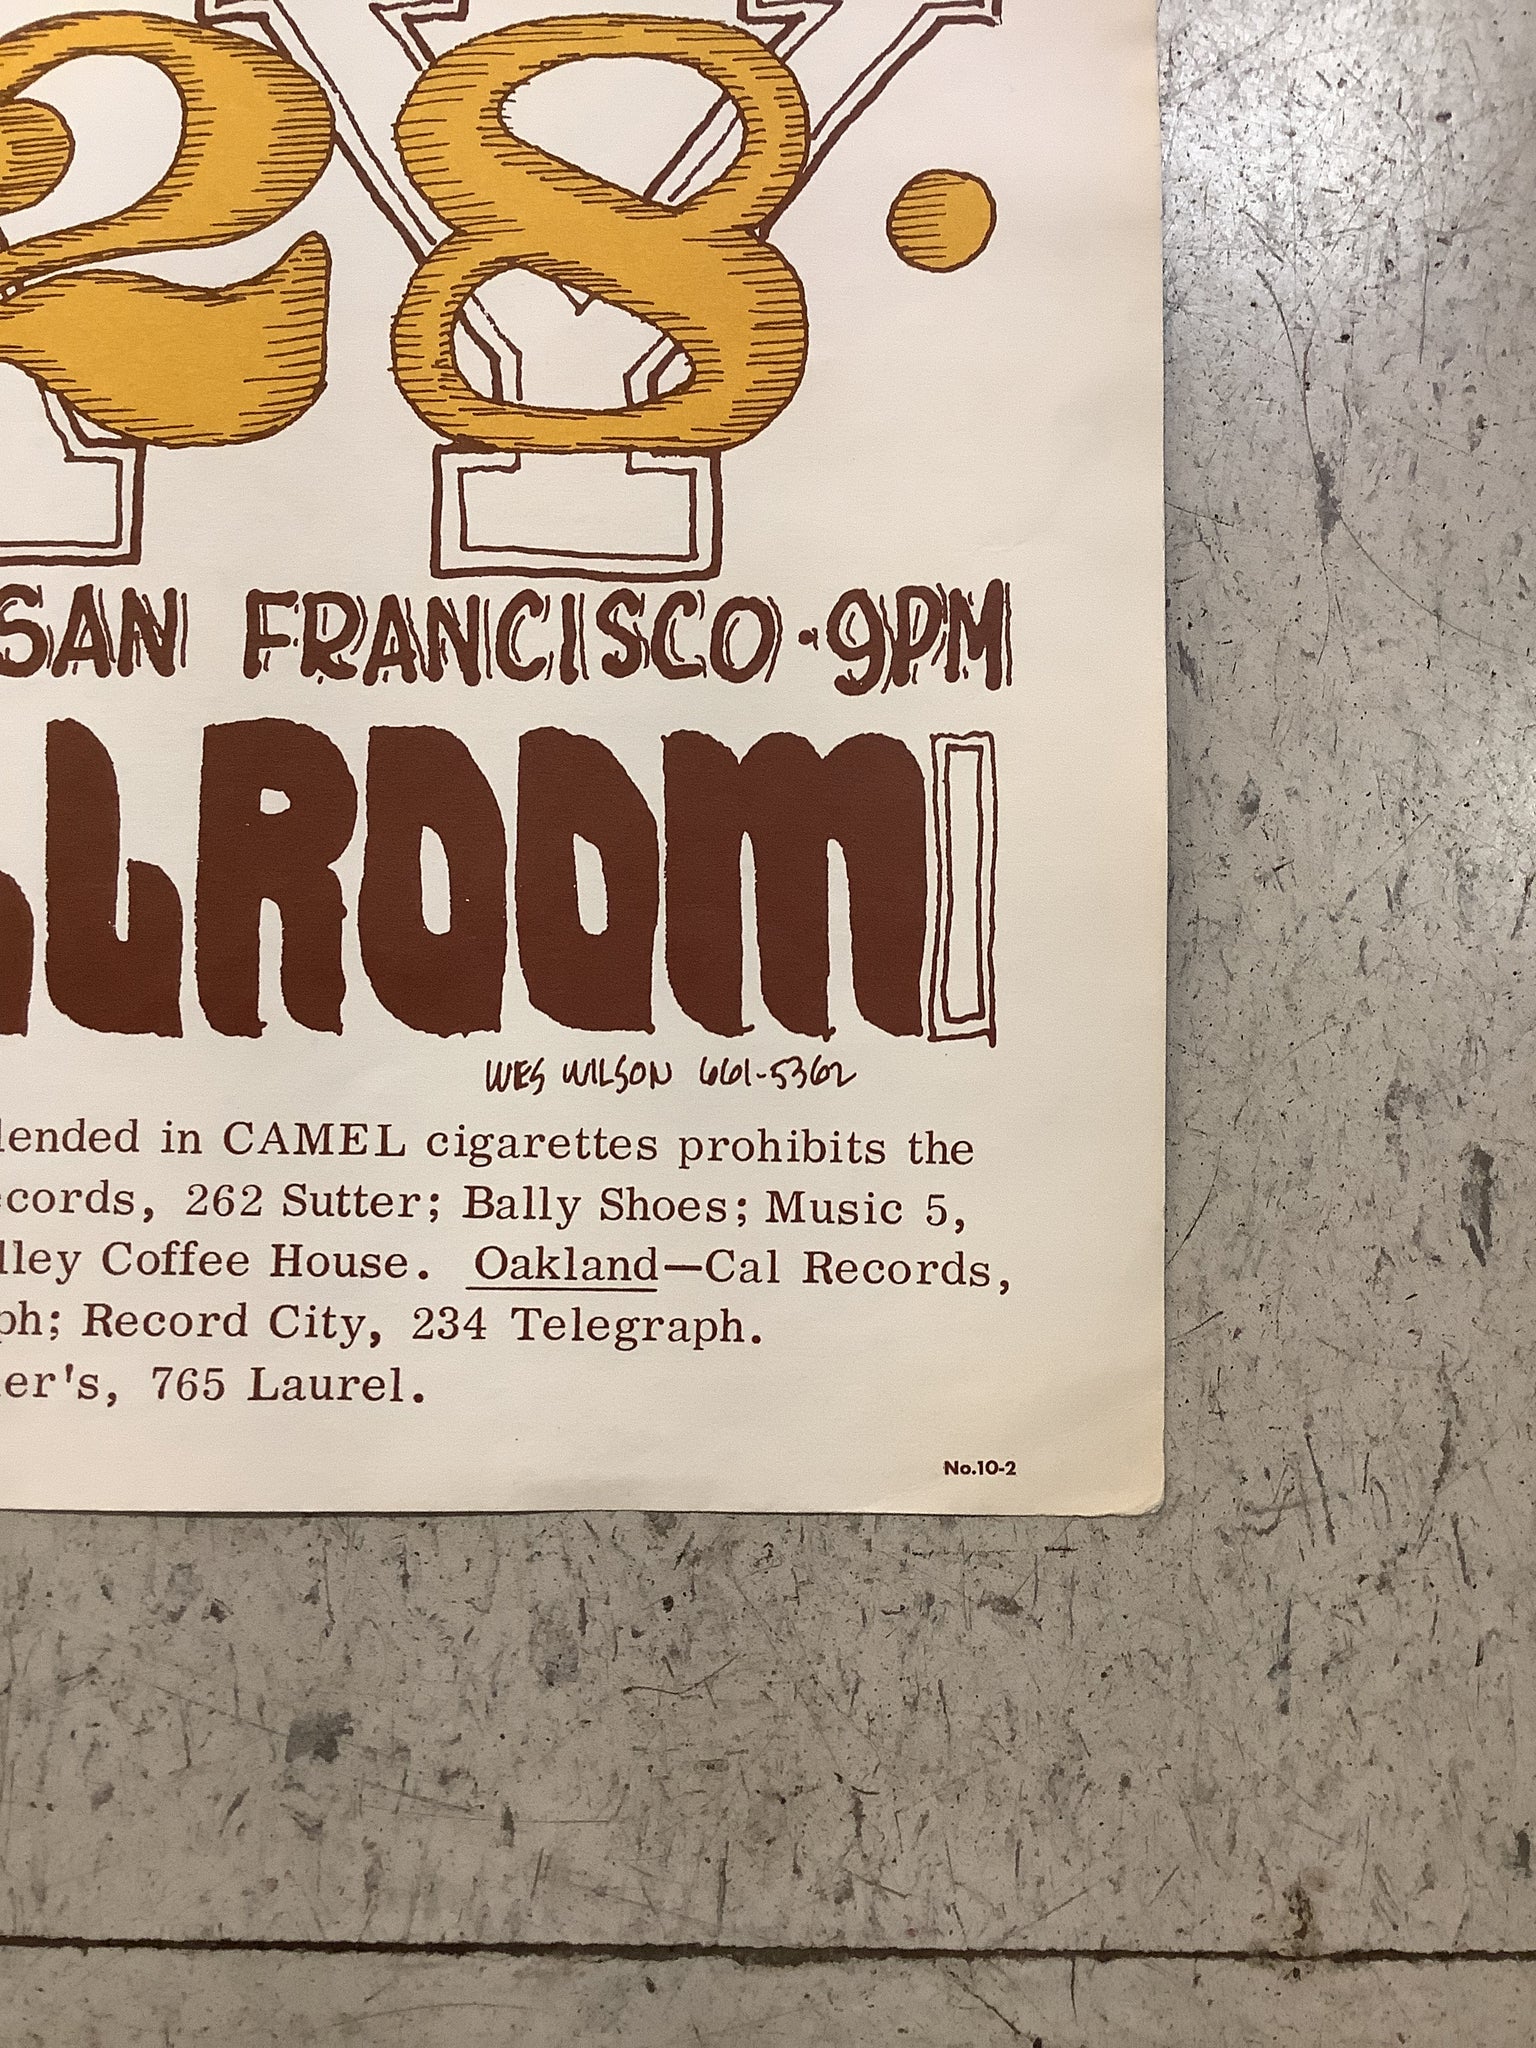 28.
SAN FRANCISCO · 9PM
LLROOM
WES WILSON 661-5362
lended in CAMEL cigarettes prohibits the
ecords, 262 Sutter; Bally Shoes; Music 5,
lley Coffee House. Oakland—Cal Records,
ph; Record City, 234 Telegraph.
er's, 765 Laurel.
No.10-2